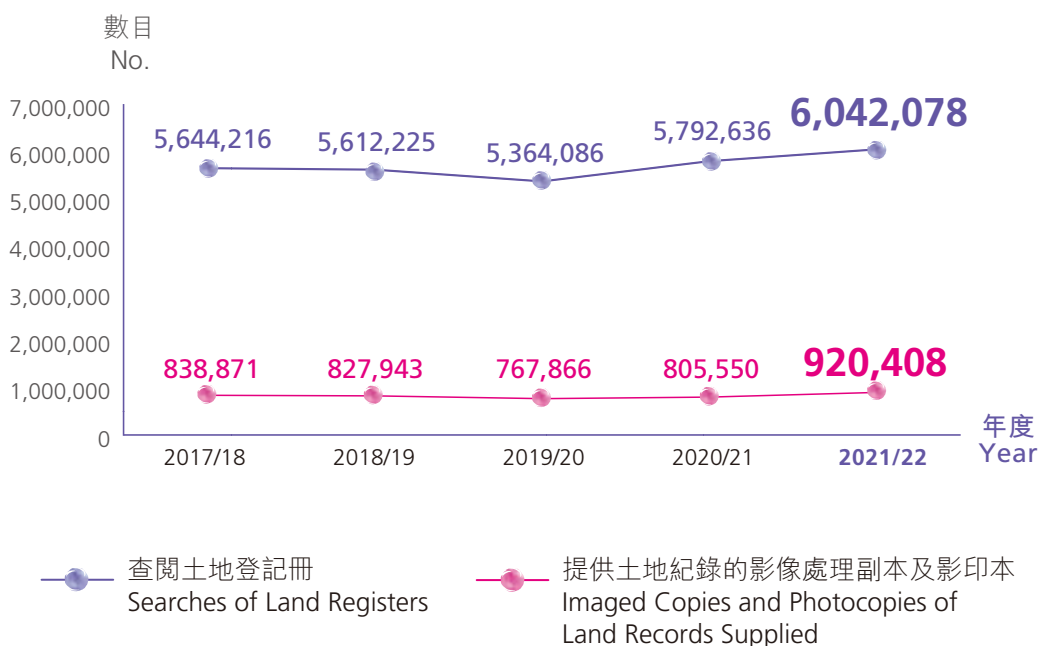 數目
No.
7,000,000
6,000,000
5,000,000
4,000,000
3,000,000
2,000,000
1,000,000
0
5,644,216
5,612,225
5,364,086
5,792,636
6,042,078
838,871
827,943
767,866
805,550
920,408
2017/18
2018/19
2019/20
2020/21
2021/22
年度
Year
查閱土地登記冊
Searches of Land Registers
提供土地紀錄的影像處理副本及影印本
Imaged Copies and Photocopies of
Land Records Supplied